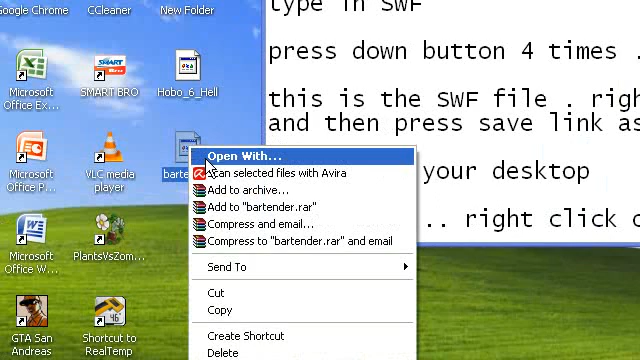 Google Chrome
CCleaner
New Folder
Microsoft
Office Ex...
SMART BRO
Hobo_6_Hell
Microsoft
Office P...
VLC media
player
Microsoft
Office W...
PlantsVsZom...
GTA San
Andreas
Shortcut to
RealTemp
Open With...
Scan selected files with Avira
Add to archive...
Add to "bartender.rar"
Compress and email...
Compress to "bartender.rar" and email
Send To
Cut
Copy
Create Shortcut
Delete
type in SWF
press down button 4 times .
this is the SWF file . righ
and then press save link as
your desktop
.. right click